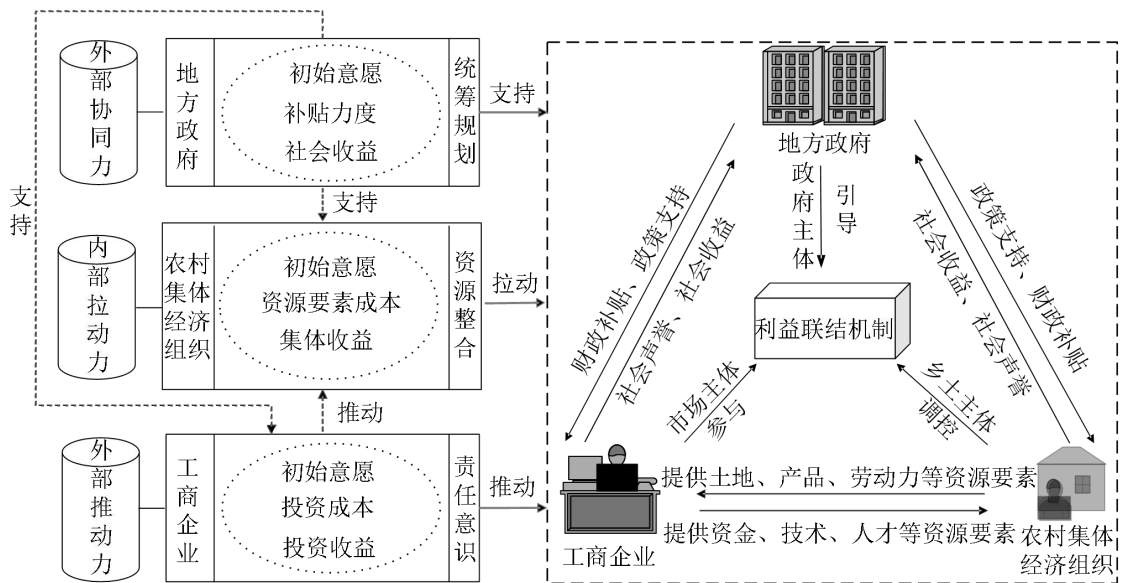 外部协同力
地方政府
初始意愿
补贴力度
社会收益
统筹规划
支持
支持
支持
内部拉动力
农村
集体
经济
组织
初始意愿
资源要素成本
集体收益
资源整合
拉动
推动
外部推动力
工商企业
初始意愿
投资成本
投资收益
责任意识
推动
地方政府
政府主体
引导
财政补贴、政策支持
社会声誉、社会收益
政策支持、财政补贴
社会收益、社会声誉
利益联结机制
市场主体
参与
乡土主体
调控
提供土地、产品、劳动力等资源要素
提供资金、技术、人才等资源要素
工商企业
农村集体
经济组织